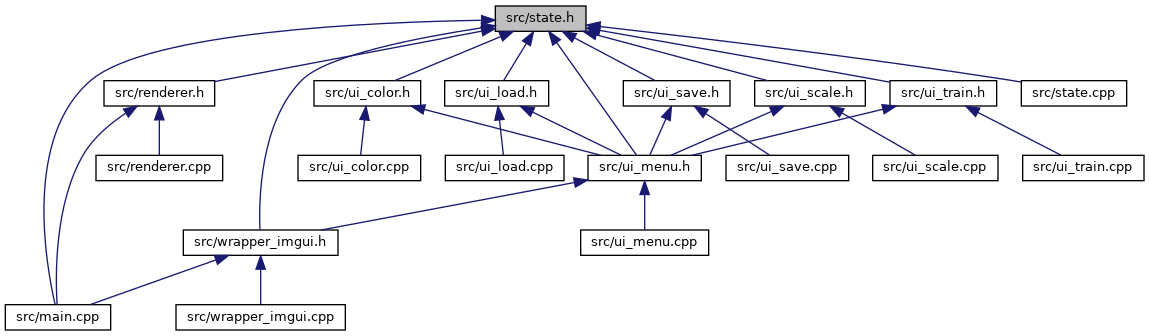 src/state.h
src/renderer.h
src/ui_color.h
src/ui_load.h
src/ui_save.h
src/ui_scale.h
src/ui_train.h
src/state.cpp
src/renderer.cpp
src/ui_color.cpp
src/ui_load.cpp
src/ui_menu.h
src/ui_save.cpp
src/ui_scale.cpp
src/ui_train.cpp
src/wrapper_imgui.h
src/ui_menu.cpp
src/main.cpp
src/wrapper_imgui.cpp